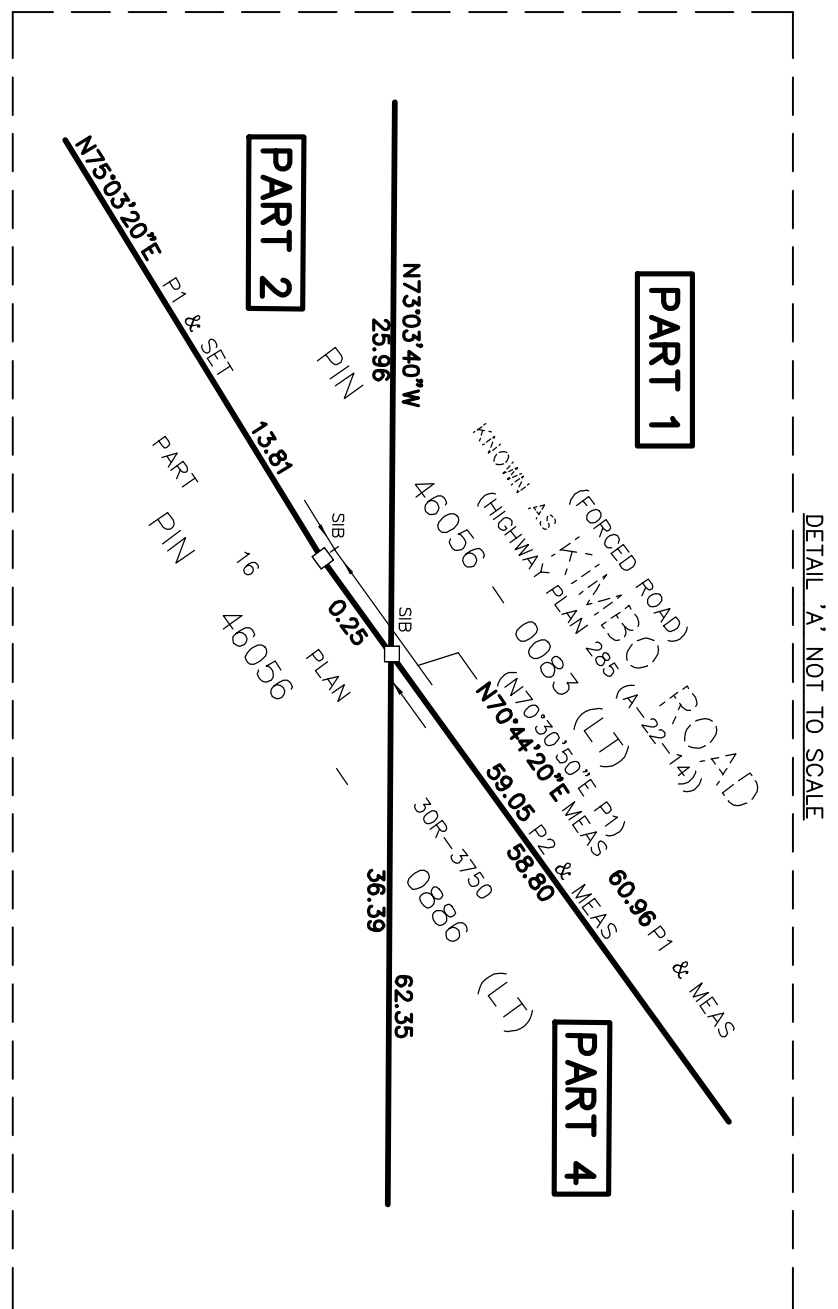 DETAIL 'A' NOT TO SCALE
PART 1
(FORCED ROAD)
KNOWN AS KIMBO ROAD
(HIGHWAY PLAN 285 (A-22-14))
PIN 46056 - 0083 (LT)
N73°03'40"W
25.96
PART 2
N75°03'20"E P1 & SET 13.81
SIB
SIB
0.25
(N70°30'50"E P1)
N70°44'20"E MEAS
60.96 P1 & MEAS
59.05 P2 & MEAS
58.80
PART 16 PLAN 30R-3750
PIN 46056 - 0886 (LT)
62.35
36.39
PART 4